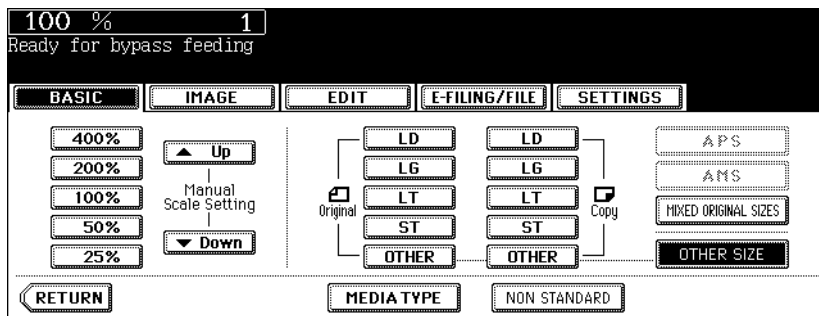 100 % 1
Ready for bypass feeding
BASIC IMAGE EDIT E-FILING/FILE SETTINGS
400%
200%
100%
50%
25%
Up
Manual
Scale Setting
Down
Original
LD
LG
LT
ST
OTHER
LD
LG
LT
ST
OTHER
Copy
APS
AMS
MIXED ORIGINAL SIZES
OTHER SIZE
RETURN MEDIA TYPE NON STANDARD